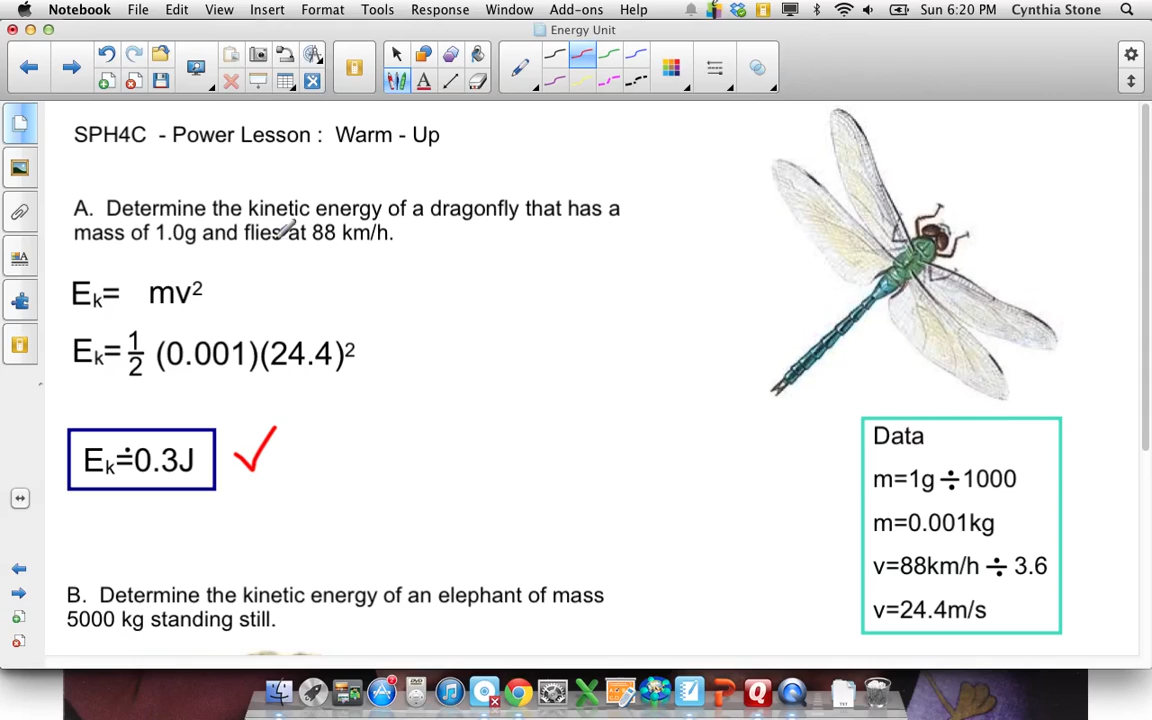 Notebook File Edit View Insert Format Tools Response Window Add-ons Help Sun 6:20 PM Cynthia Stone
Energy Unit
SPH4C - Power Lesson : Warm - Up
A. Determine the kinetic energy of a dragonfly that has a
mass of 1.0g and flies at 88 km/h.
Eₖ= mv²
Eₖ= 1/2 (0.001)(24.4)²
Eₖ≐0.3J
Data
m=1g ÷1000
m=0.001kg
v=88km/h ÷ 3.6
v=24.4m/s
B. Determine the kinetic energy of an elephant of mass
5000 kg standing still.